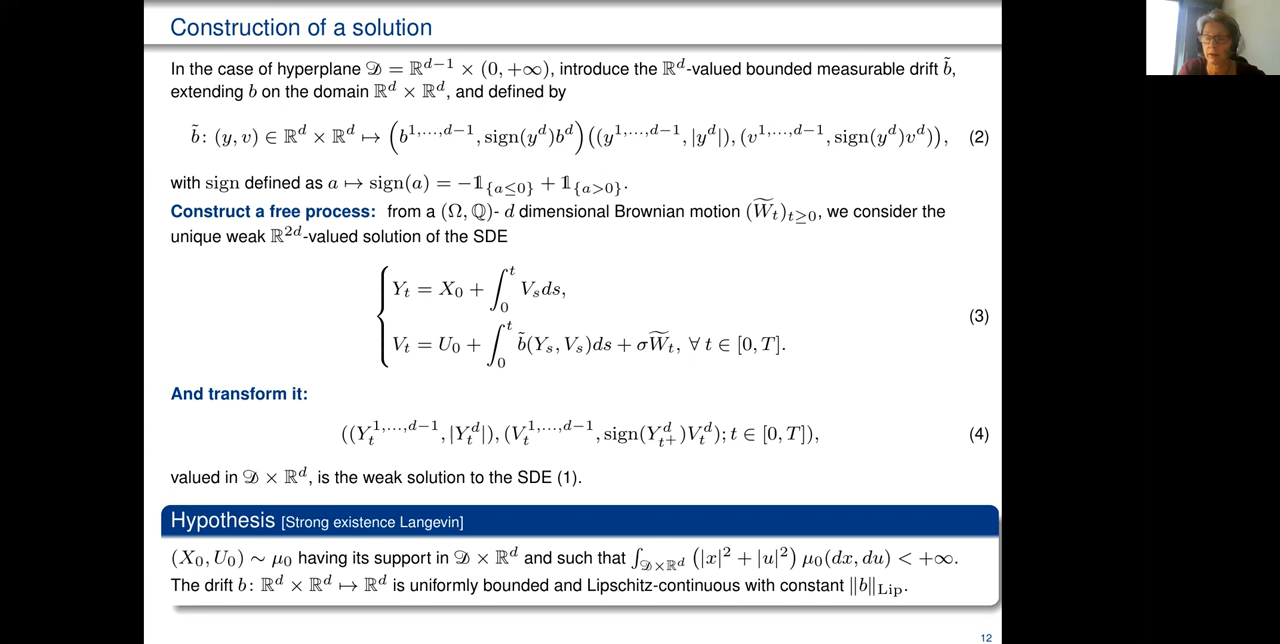 Construction of a solution
In the case of hyperplane 𝒟 = ℝ^{d−1} × (0, +∞), introduce the ℝ^d-valued bounded measurable drift b̃,
extending b on the domain ℝ^d × ℝ^d, and defined by
b̃: (y, v) ∈ ℝ^d × ℝ^d ↦ (b^{1,...,d−1}, sign(y^d)b^d)((y^{1,...,d−1}, |y^d|), (v^{1,...,d−1}, sign(y^d)v^d)), (2)
with sign defined as a ↦ sign(a) = −𝟙_{{a≤0}} + 𝟙_{{a>0}}.
Construct a free process: from a (Ω, ℚ)- d dimensional Brownian motion (W̃_t)_{t≥0}, we consider the
unique weak ℝ^{2d}-valued solution of the SDE
Y_t = X_0 + ∫_0^t V_s ds,
(3)
V_t = U_0 + ∫_0^t b̃(Y_s, V_s)ds + σW̃_t, ∀ t ∈ [0, T].
And transform it:
((Y_t^{1,...,d−1}, |Y_t^d|), (V_t^{1,...,d−1}, sign(Y_{t+}^d)V_t^d); t ∈ [0, T]), (4)
valued in 𝒟 × ℝ^d, is the weak solution to the SDE (1).
Hypothesis [Strong existence Langevin]
(X_0, U_0) ∼ μ_0 having its support in 𝒟 × ℝ^d and such that ∫_{𝒟×ℝ^d} (|x|^2 + |u|^2) μ_0(dx, du) < +∞.
The drift b: ℝ^d × ℝ^d ↦ ℝ^d is uniformly bounded and Lipschitz-continuous with constant ‖b‖_{Lip}.
12